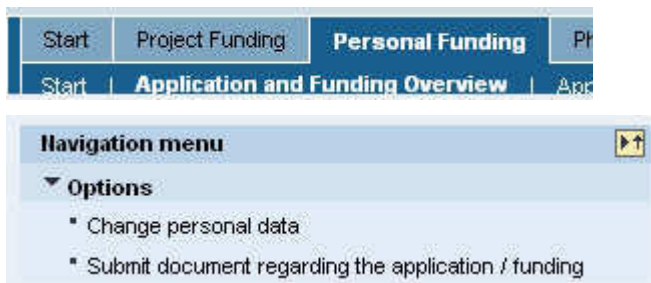 Start Project Funding Personal Funding
Start | Application and Funding Overview |
Navigation menu
Options
Change personal data
Submit document regarding the application / funding